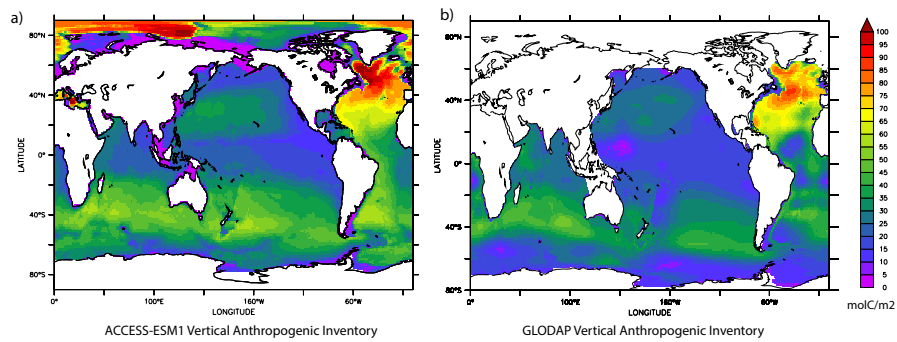 a)
80°N
40°N
0°
40°S
80°S
LATITUDE
0°
100°E
160°W
60°W
LONGITUDE
ACCESS-ESM1 Vertical Anthropogenic Inventory
b)
80°N
40°N
0°
40°S
80°S
LATITUDE
0°
100°E
160°W
60°W
LONGITUDE
GLODAP Vertical Anthropogenic Inventory
100
95
90
85
80
75
70
65
60
55
50
45
40
35
30
25
20
15
10
5
0
molC/m2